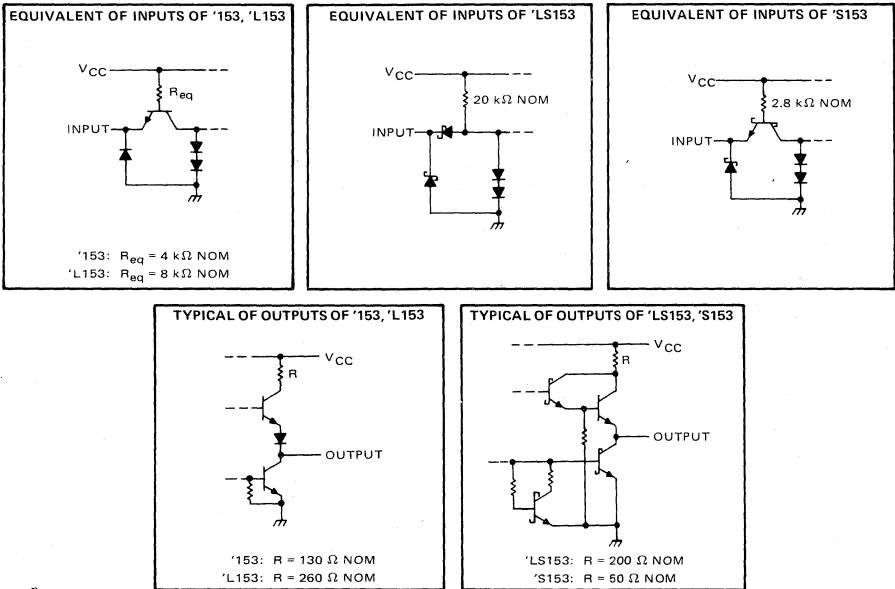 EQUIVALENT OF INPUTS OF '153, 'L153
VCC
Req
INPUT
'153: Req = 4 kΩ NOM
'L153: Req = 8 kΩ NOM
EQUIVALENT OF INPUTS OF 'LS153
VCC
20 kΩ NOM
INPUT
EQUIVALENT OF INPUTS OF 'S153
VCC
2.8 kΩ NOM
INPUT
TYPICAL OF OUTPUTS OF '153, 'L153
VCC
R
OUTPUT
'153: R = 130 Ω NOM
'L153: R = 260 Ω NOM
TYPICAL OF OUTPUTS OF 'LS153, 'S153
VCC
R
OUTPUT
'LS153: R = 200 Ω NOM
'S153: R = 50 Ω NOM